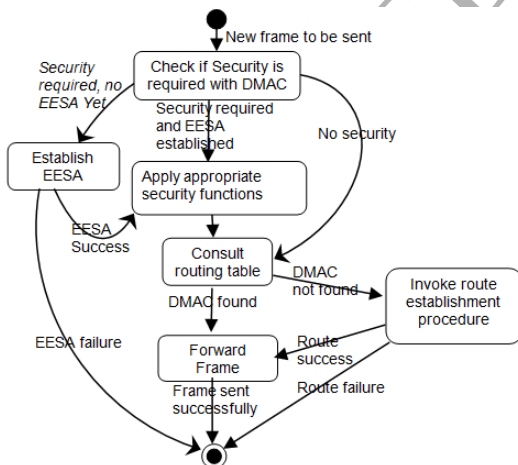 New frame to be sent
Check if Security is
required with DMAC
Security
required, no
EESA Yet
Security required
and EESA
established
No security
Establish
EESA
Apply appropriate
security functions
EESA
Success
Consult
routing table
DMAC
not found
Invoke route
establishment
procedure
DMAC found
EESA failure
Forward
Frame
Route
success
Route failure
Frame sent
successfully